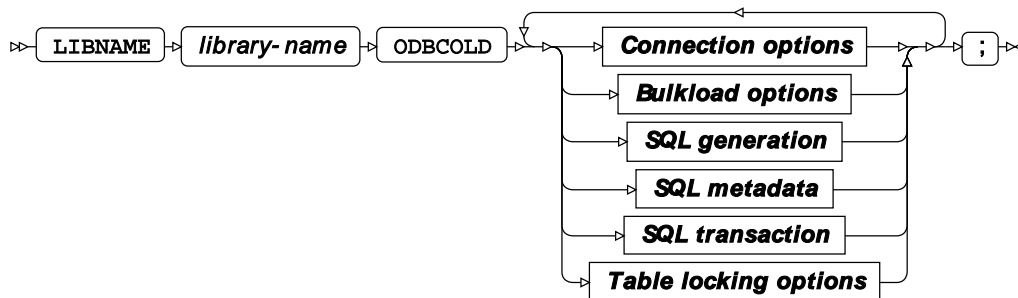 LIBNAME library-name ODBCOLD Connection options ;
Bulkload options
SQL generation
SQL metadata
SQL transaction
Table locking options